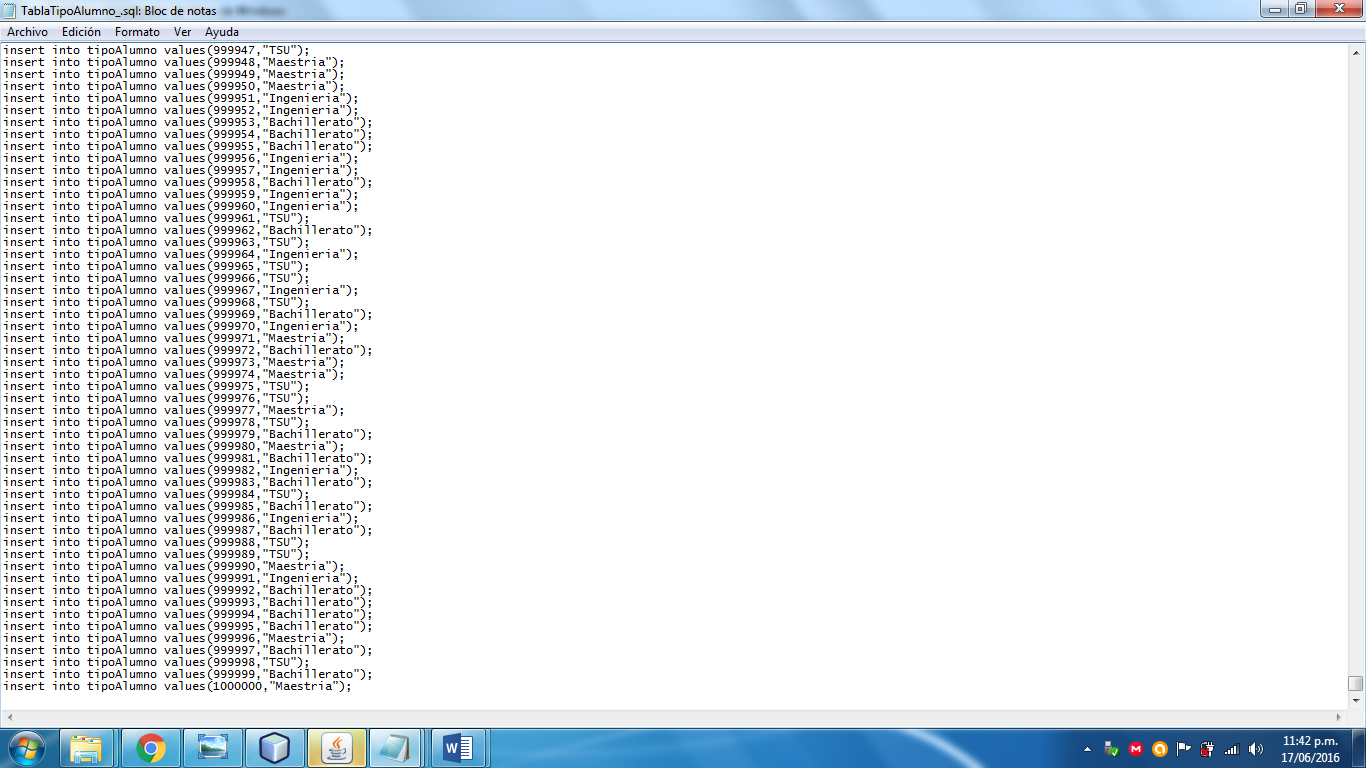 TablaTipoAlumno_.sql: Bloc de notas
Archivo Edición Formato Ver Ayuda
insert into tipoAlumno values(999947,"TSU");
insert into tipoAlumno values(999948,"Maestria");
insert into tipoAlumno values(999949,"Maestria");
insert into tipoAlumno values(999950,"Maestria");
insert into tipoAlumno values(999951,"Ingenieria");
insert into tipoAlumno values(999952,"Ingenieria");
insert into tipoAlumno values(999953,"Bachillerato");
insert into tipoAlumno values(999954,"Bachillerato");
insert into tipoAlumno values(999955,"Bachillerato");
insert into tipoAlumno values(999956,"Ingenieria");
insert into tipoAlumno values(999957,"Ingenieria");
insert into tipoAlumno values(999958,"Bachillerato");
insert into tipoAlumno values(999959,"Ingenieria");
insert into tipoAlumno values(999960,"Ingenieria");
insert into tipoAlumno values(999961,"TSU");
insert into tipoAlumno values(999962,"Bachillerato");
insert into tipoAlumno values(999963,"TSU");
insert into tipoAlumno values(999964,"Ingenieria");
insert into tipoAlumno values(999965,"TSU");
insert into tipoAlumno values(999966,"TSU");
insert into tipoAlumno values(999967,"Ingenieria");
insert into tipoAlumno values(999968,"TSU");
insert into tipoAlumno values(999969,"Bachillerato");
insert into tipoAlumno values(999970,"Ingenieria");
insert into tipoAlumno values(999971,"Maestria");
insert into tipoAlumno values(999972,"Bachillerato");
insert into tipoAlumno values(999973,"Maestria");
insert into tipoAlumno values(999974,"Maestria");
insert into tipoAlumno values(999975,"TSU");
insert into tipoAlumno values(999976,"TSU");
insert into tipoAlumno values(999977,"Maestria");
insert into tipoAlumno values(999978,"TSU");
insert into tipoAlumno values(999979,"Bachillerato");
insert into tipoAlumno values(999980,"Maestria");
insert into tipoAlumno values(999981,"Bachillerato");
insert into tipoAlumno values(999982,"Ingenieria");
insert into tipoAlumno values(999983,"Bachillerato");
insert into tipoAlumno values(999984,"TSU");
insert into tipoAlumno values(999985,"Bachillerato");
insert into tipoAlumno values(999986,"Ingenieria");
insert into tipoAlumno values(999987,"Bachillerato");
insert into tipoAlumno values(999988,"TSU");
insert into tipoAlumno values(999989,"TSU");
insert into tipoAlumno values(999990,"Maestria");
insert into tipoAlumno values(999991,"Ingenieria");
insert into tipoAlumno values(999992,"Bachillerato");
insert into tipoAlumno values(999993,"Bachillerato");
insert into tipoAlumno values(999994,"Bachillerato");
insert into tipoAlumno values(999995,"Bachillerato");
insert into tipoAlumno values(999996,"Maestria");
insert into tipoAlumno values(999997,"Bachillerato");
insert into tipoAlumno values(999998,"TSU");
insert into tipoAlumno values(999999,"Bachillerato");
insert into tipoAlumno values(1000000,"Maestria");
11:42 p.m.
17/06/2016